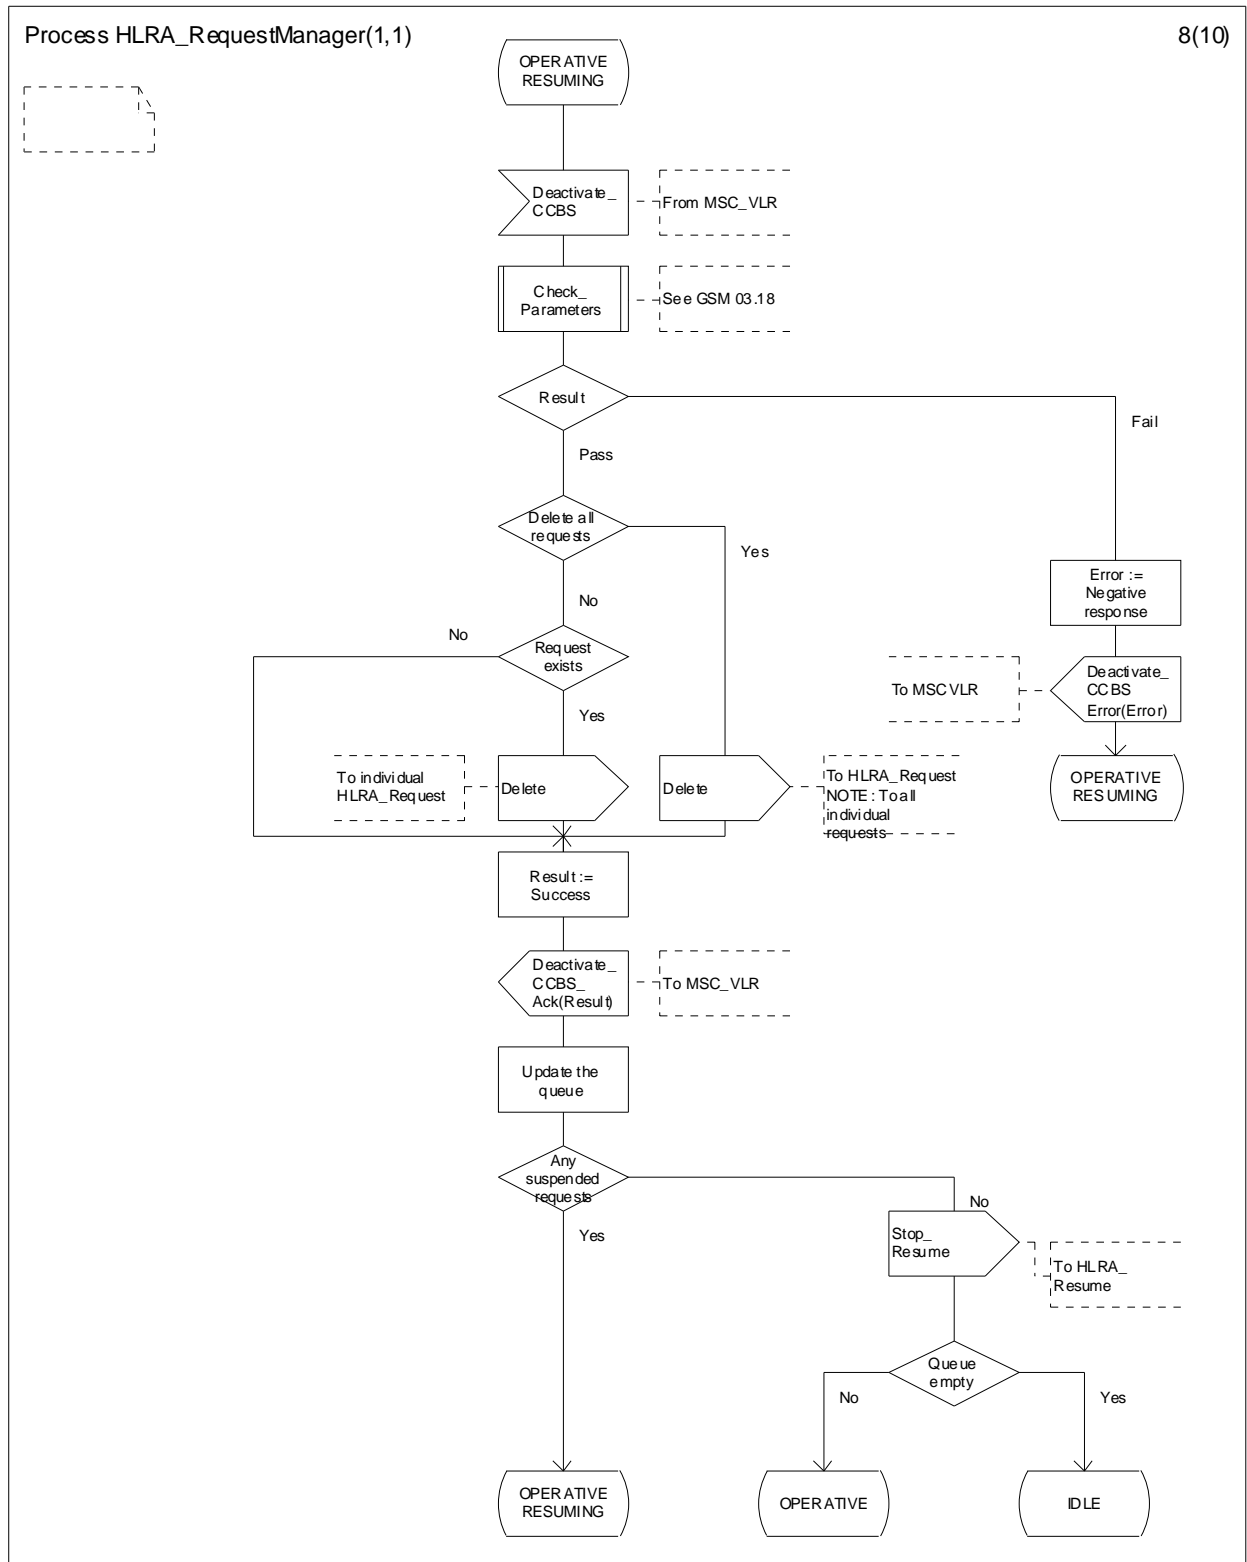 Process HLRA_RequestManager(1,1)
8(10)
OPERATIVE
RESUMING
Deactivate_
CCBS
From MSC_VLR
Check_
Parameters
See GSM 03.18
Result
Fail
Pass
Delete all
requests
Yes
Error :=
Negative
response
No
No
Request
exists
To MSCVLR
Deactivate_
CCBS
Error(Error)
Yes
To individual
HLRA_Request
Delete
Delete
To HLRA_Request
NOTE: To all
individual
requests
OPERATIVE
RESUMING
Result :=
Success
Deactivate_
CCBS_
Ack(Result)
To MSC_VLR
Update the
queue
Any
suspended
requests
No
Yes
Stop_
Resume
To HLRA_
Resume
Queue
empty
No
Yes
OPERATIVE
RESUMING
OPERATIVE
IDLE